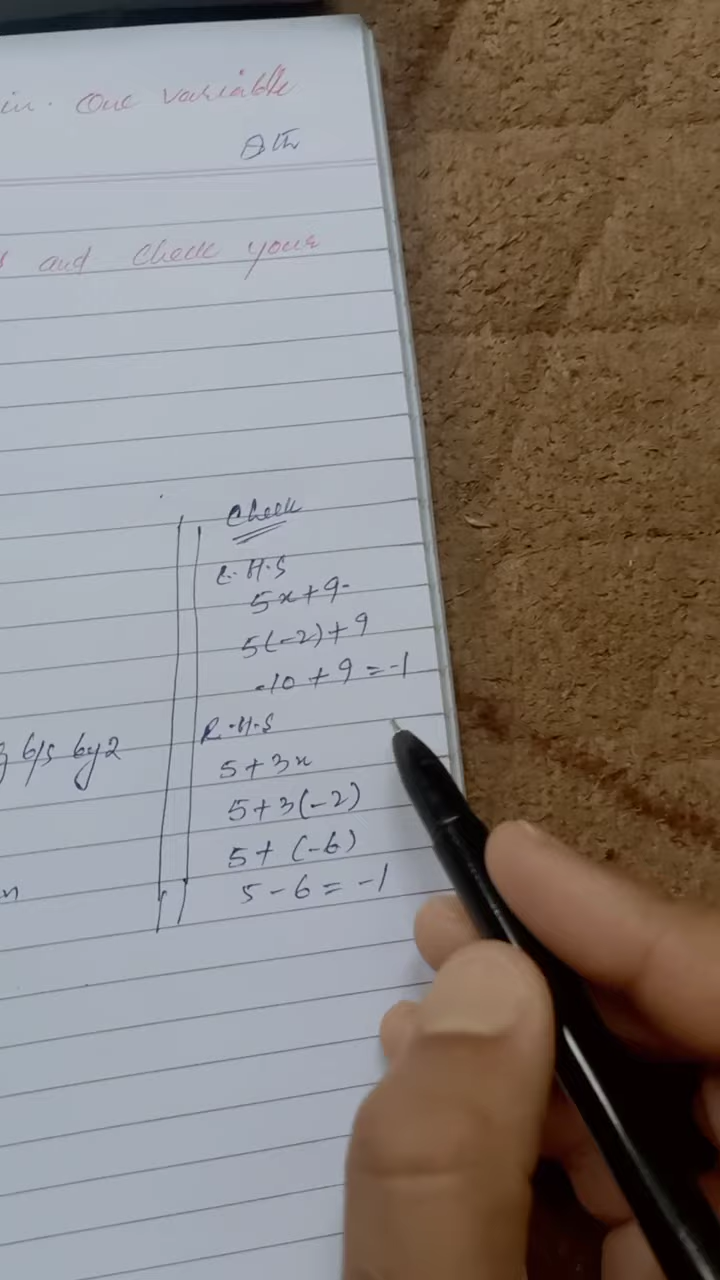 in. One variable
8th
and Check your
Check
L.H.S
5x+9
5(-2)+9
-10+9=-1
by 2
R.H.S
5+3x
5+3(-2)
5+(-6)
5-6=-1